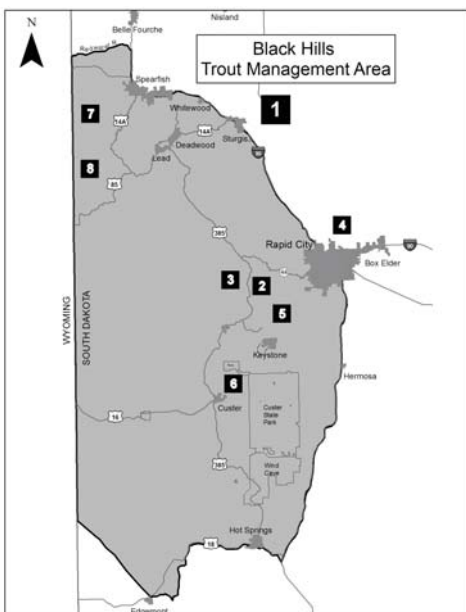 N
Nisland
Belle Fourche
Black Hills
Trout Management Area
Spearfish
7
14A
Whitewood
1
14A
Deadwood
Sturgis
Lead
8
85
385
4
Rapid City
Box Elder
3
2
44
5
WYOMING
SOUTH DAKOTA
Keystone
6
Hermosa
Custer
Custer
State
Park
16
385
Wind
Cave
Hot Springs
18
Edgemont